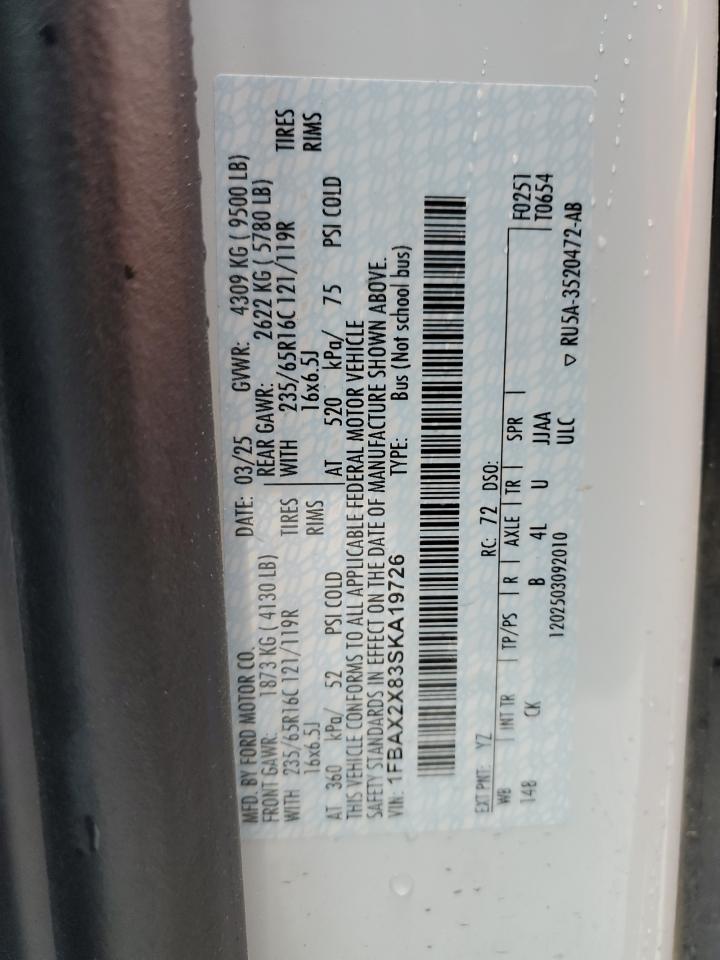 MFD. BY FORD MOTOR CO. DATE: 03/25 GVWR: 4309 KG ( 9500 LB)
FRONT GAWR: 1873 KG ( 4130 LB) REAR GAWR: 2622 KG ( 5780 LB)
WITH 235/65R16C 121/119R TIRES WITH 235/65R16C 121/119R TIRES
16x6.5J RIMS 16x6.5J RIMS
AT 360 kPa/ 52 PSI COLD AT 520 kPa/ 75 PSI COLD
THIS VEHICLE CONFORMS TO ALL APPLICABLE FEDERAL MOTOR VEHICLE
SAFETY STANDARDS IN EFFECT ON THE DATE OF MANUFACTURE SHOWN ABOVE.
VIN: 1FBAX2X83SKA19726 TYPE: Bus (Not school bus)
EXT PNT: YZ RC: 72 DSO:
WB INT TR TP/PS R AXLE TR SPR F0251
148 CK B 4L U JJAA T0654
1202503092010 ULC ▽ RU5A-3520472-AB